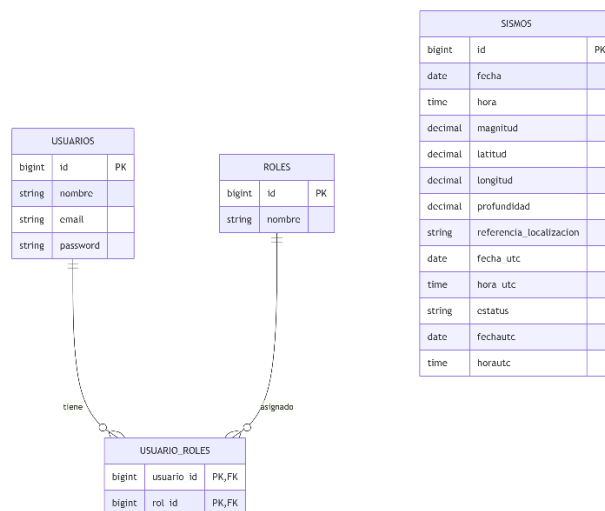 SISMOS
bigint id PK
date fecha
time hora
decimal magnitud
decimal latitud
decimal longitud
decimal profundidad
string referencia_localizacion
date fecha_utc
time hora_utc
string estatus
date fechautc
time horautc
USUARIOS
bigint id PK
string nombre
string email
string password
ROLES
bigint id PK
string nombre
tiene
asignado
USUARIO_ROLES
bigint usuario_id PK,FK
bigint rol_id PK,FK